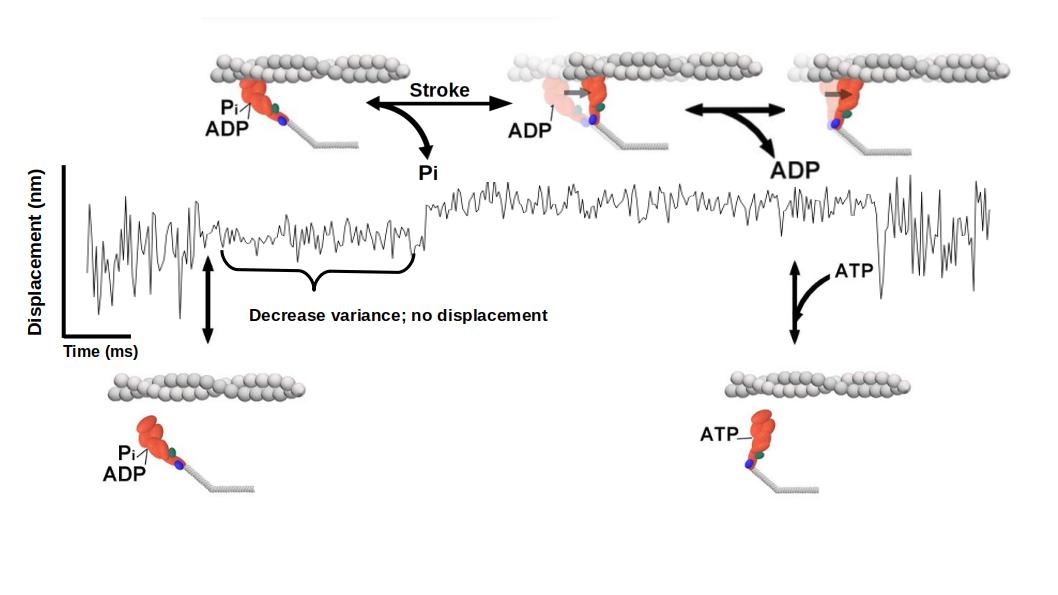 Stroke
Pi
ADP
ADP
Pi
ADP
Displacement (nm)
ATP
Decrease variance; no displacement
Time (ms)
Pi
ADP
ATP